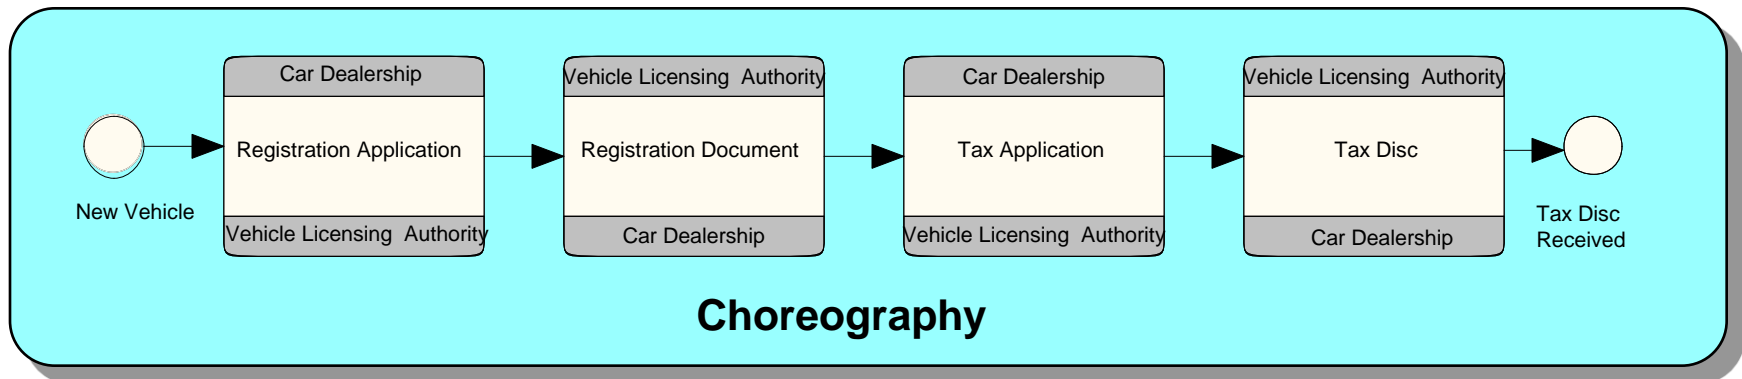 Car Dealership
Vehicle Licensing  Authority
Car Dealership
Vehicle Licensing  Authority
Registration Application
Registration Document
Tax Application
Tax Disc
New Vehicle
Vehicle Licensing  Authority
Car Dealership
Vehicle Licensing  Authority
Car Dealership
Tax Disc
Received
Choreography